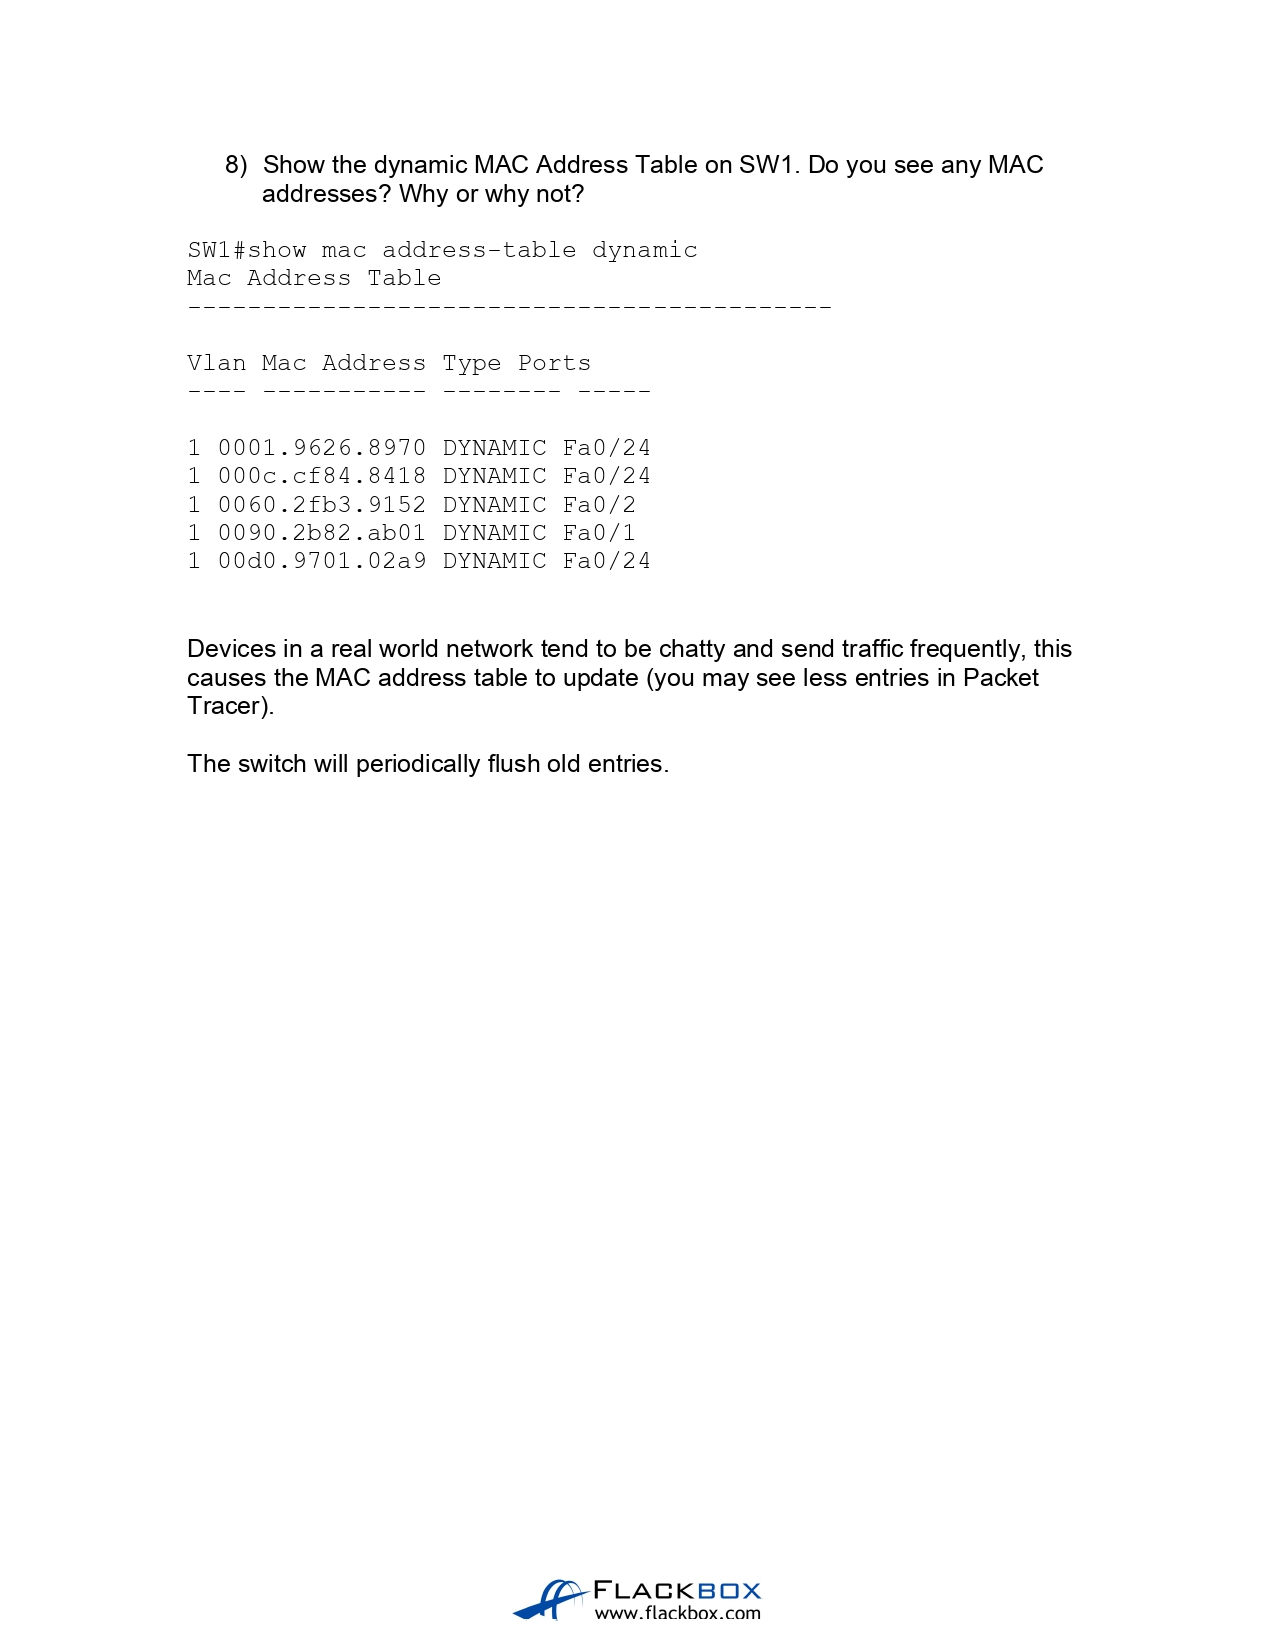 8) Show the dynamic MAC Address Table on SW1. Do you see any MAC
addresses? Why or why not?
SW1#show mac address-table dynamic
Mac Address Table
-------------------------------------------
Vlan Mac Address Type Ports
---- ----------- -------- -----
1 0001.9626.8970 DYNAMIC Fa0/24
1 000c.cf84.8418 DYNAMIC Fa0/24
1 0060.2fb3.9152 DYNAMIC Fa0/2
1 0090.2b82.ab01 DYNAMIC Fa0/1
1 00d0.9701.02a9 DYNAMIC Fa0/24
Devices in a real world network tend to be chatty and send traffic frequently, this
causes the MAC address table to update (you may see less entries in Packet
Tracer).
The switch will periodically flush old entries.
FLACKBOX
www.flackbox.com